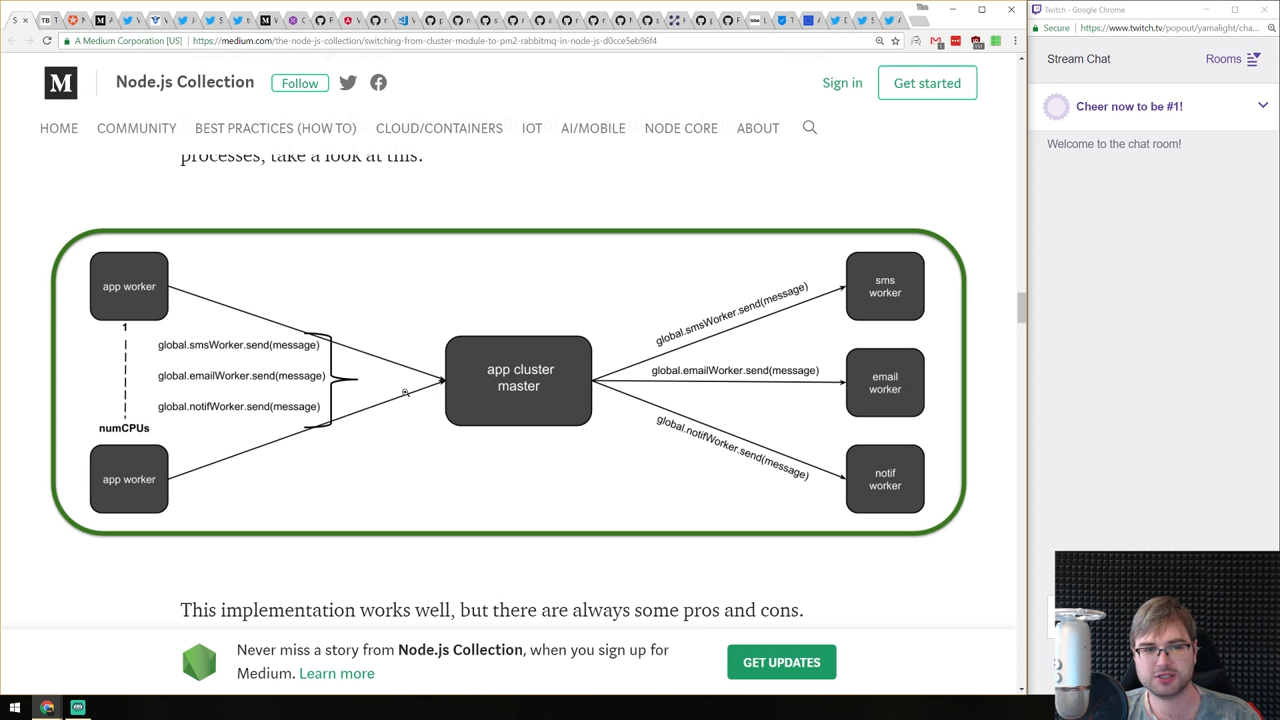 Stream Chat - Google Chrome
A Medium Corporation [US] | https://medium.com/the-node-js-collection/switching-from-cluster-module-to-pm2-rabbitmq-in-node-js-d0cce5eb96f4
Secure | https://www.twitch.tv/popout/yamalight/cha...
M
Node.js Collection
Follow
Sign in
Get started
Stream Chat
Rooms
Cheer now to be #1!
Welcome to the chat room!
HOME COMMUNITY BEST PRACTICES (HOW TO) CLOUD/CONTAINERS IOT AI/MOBILE NODE CORE ABOUT
processes, take a look at this.
app worker
1
global.smsWorker.send(message)
global.emailWorker.send(message)
global.notifWorker.send(message)
numCPUs
app worker
app cluster
master
global.smsWorker.send(message)
global.emailWorker.send(message)
global.notifWorker.send(message)
sms
worker
email
worker
notif
worker
This implementation works well, but there are always some pros and cons.
Never miss a story from Node.js Collection, when you sign up for
Medium. Learn more
GET UPDATES